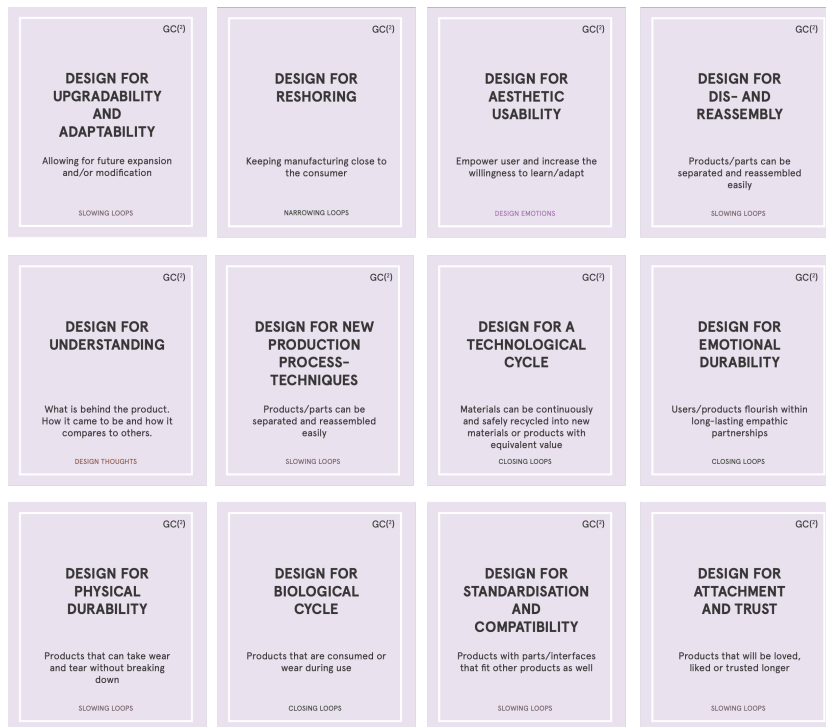 GC(²)
DESIGN FOR
UPGRADABILITY
AND
ADAPTABILITY
Allowing for future expansion
and/or modification
SLOWING LOOPS
GC(²)
DESIGN FOR
RESHORING
Keeping manufacturing close to
the consumer
NARROWING LOOPS
GC(²)
DESIGN FOR
AESTHETIC
USABILITY
Empower user and increase the
willingness to learn/adapt
DESIGN EMOTIONS
GC(²)
DESIGN FOR
DIS- AND
REASSEMBLY
Products/parts can be
separated and reassembled
easily
SLOWING LOOPS
GC(²)
DESIGN FOR
UNDERSTANDING
What is behind the product.
How it came to be and how it
compares to others.
DESIGN THOUGHTS
GC(²)
DESIGN FOR NEW
PRODUCTION
PROCESS-
TECHNIQUES
Products/parts can be
separated and reassembled
easily
SLOWING LOOPS
GC(²)
DESIGN FOR A
TECHNOLOGICAL
CYCLE
Materials can be continuously
and safely recycled into new
materials or products with
equivalent value
CLOSING LOOPS
GC(²)
DESIGN FOR
EMOTIONAL
DURABILITY
Users/products flourish within
long-lasting empathic
partnerships
CLOSING LOOPS
GC(²)
DESIGN FOR
PHYSICAL
DURABILITY
Products that can take wear
and tear without breaking
down
SLOWING LOOPS
GC(²)
DESIGN FOR
BIOLOGICAL
CYCLE
Products that are consumed or
wear during use
CLOSING LOOPS
GC(²)
DESIGN FOR
STANDARDISATION
AND
COMPATIBILITY
Products with parts/interfaces
that fit other products as well
SLOWING LOOPS
GC(²)
DESIGN FOR
ATTACHMENT
AND TRUST
Products that will be loved,
liked or trusted longer
SLOWING LOOPS